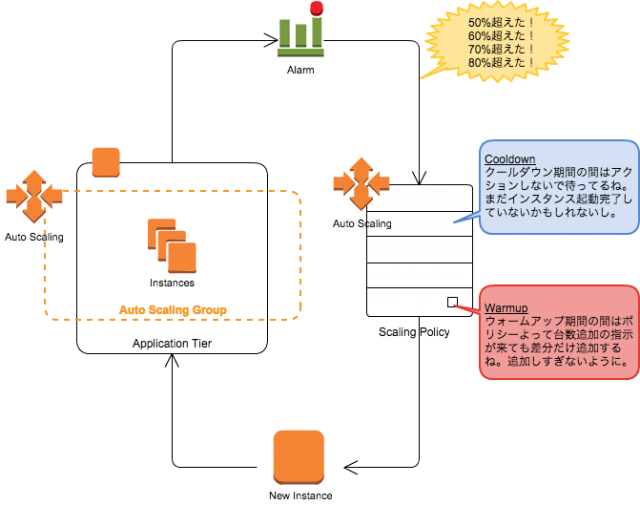 50%超えた！
60%超えた！
70%超えた！
80%超えた！
Alarm
Cooldown
クールダウン期間の間はアク
ションしないで待ってるね。
まだインスタンス起動完了し
ていないかもしれないし。
Auto Scaling
Auto Scaling
Instances
Auto Scaling Group
Warmup
ウォームアップ期間の間はポ
リシーよって台数追加の指示
が来ても差分だけ追加する
ね。追加しすぎないように。
Scaling Policy
Application Tier
New Instance